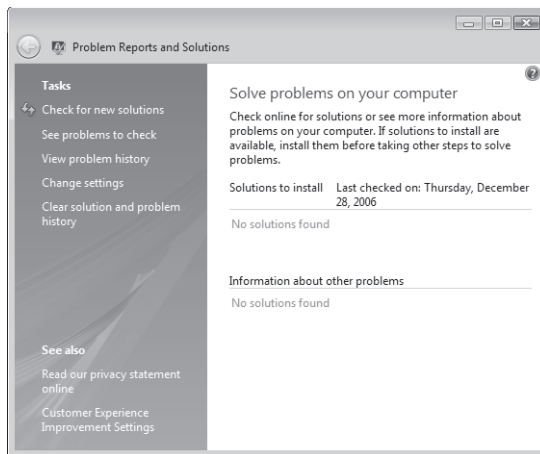 Problem Reports and Solutions
Tasks
Check for new solutions
See problems to check
View problem history
Change settings
Clear solution and problem
history
See also
Read our privacy statement
online
Customer Experience
Improvement Settings
Solve problems on your computer
Check online for solutions or see more information about
problems on your computer. If solutions to install are
available, install them before taking other steps to solve
problems.
Solutions to install Last checked on: Thursday, December
28, 2006
No solutions found
Information about other problems
No solutions found